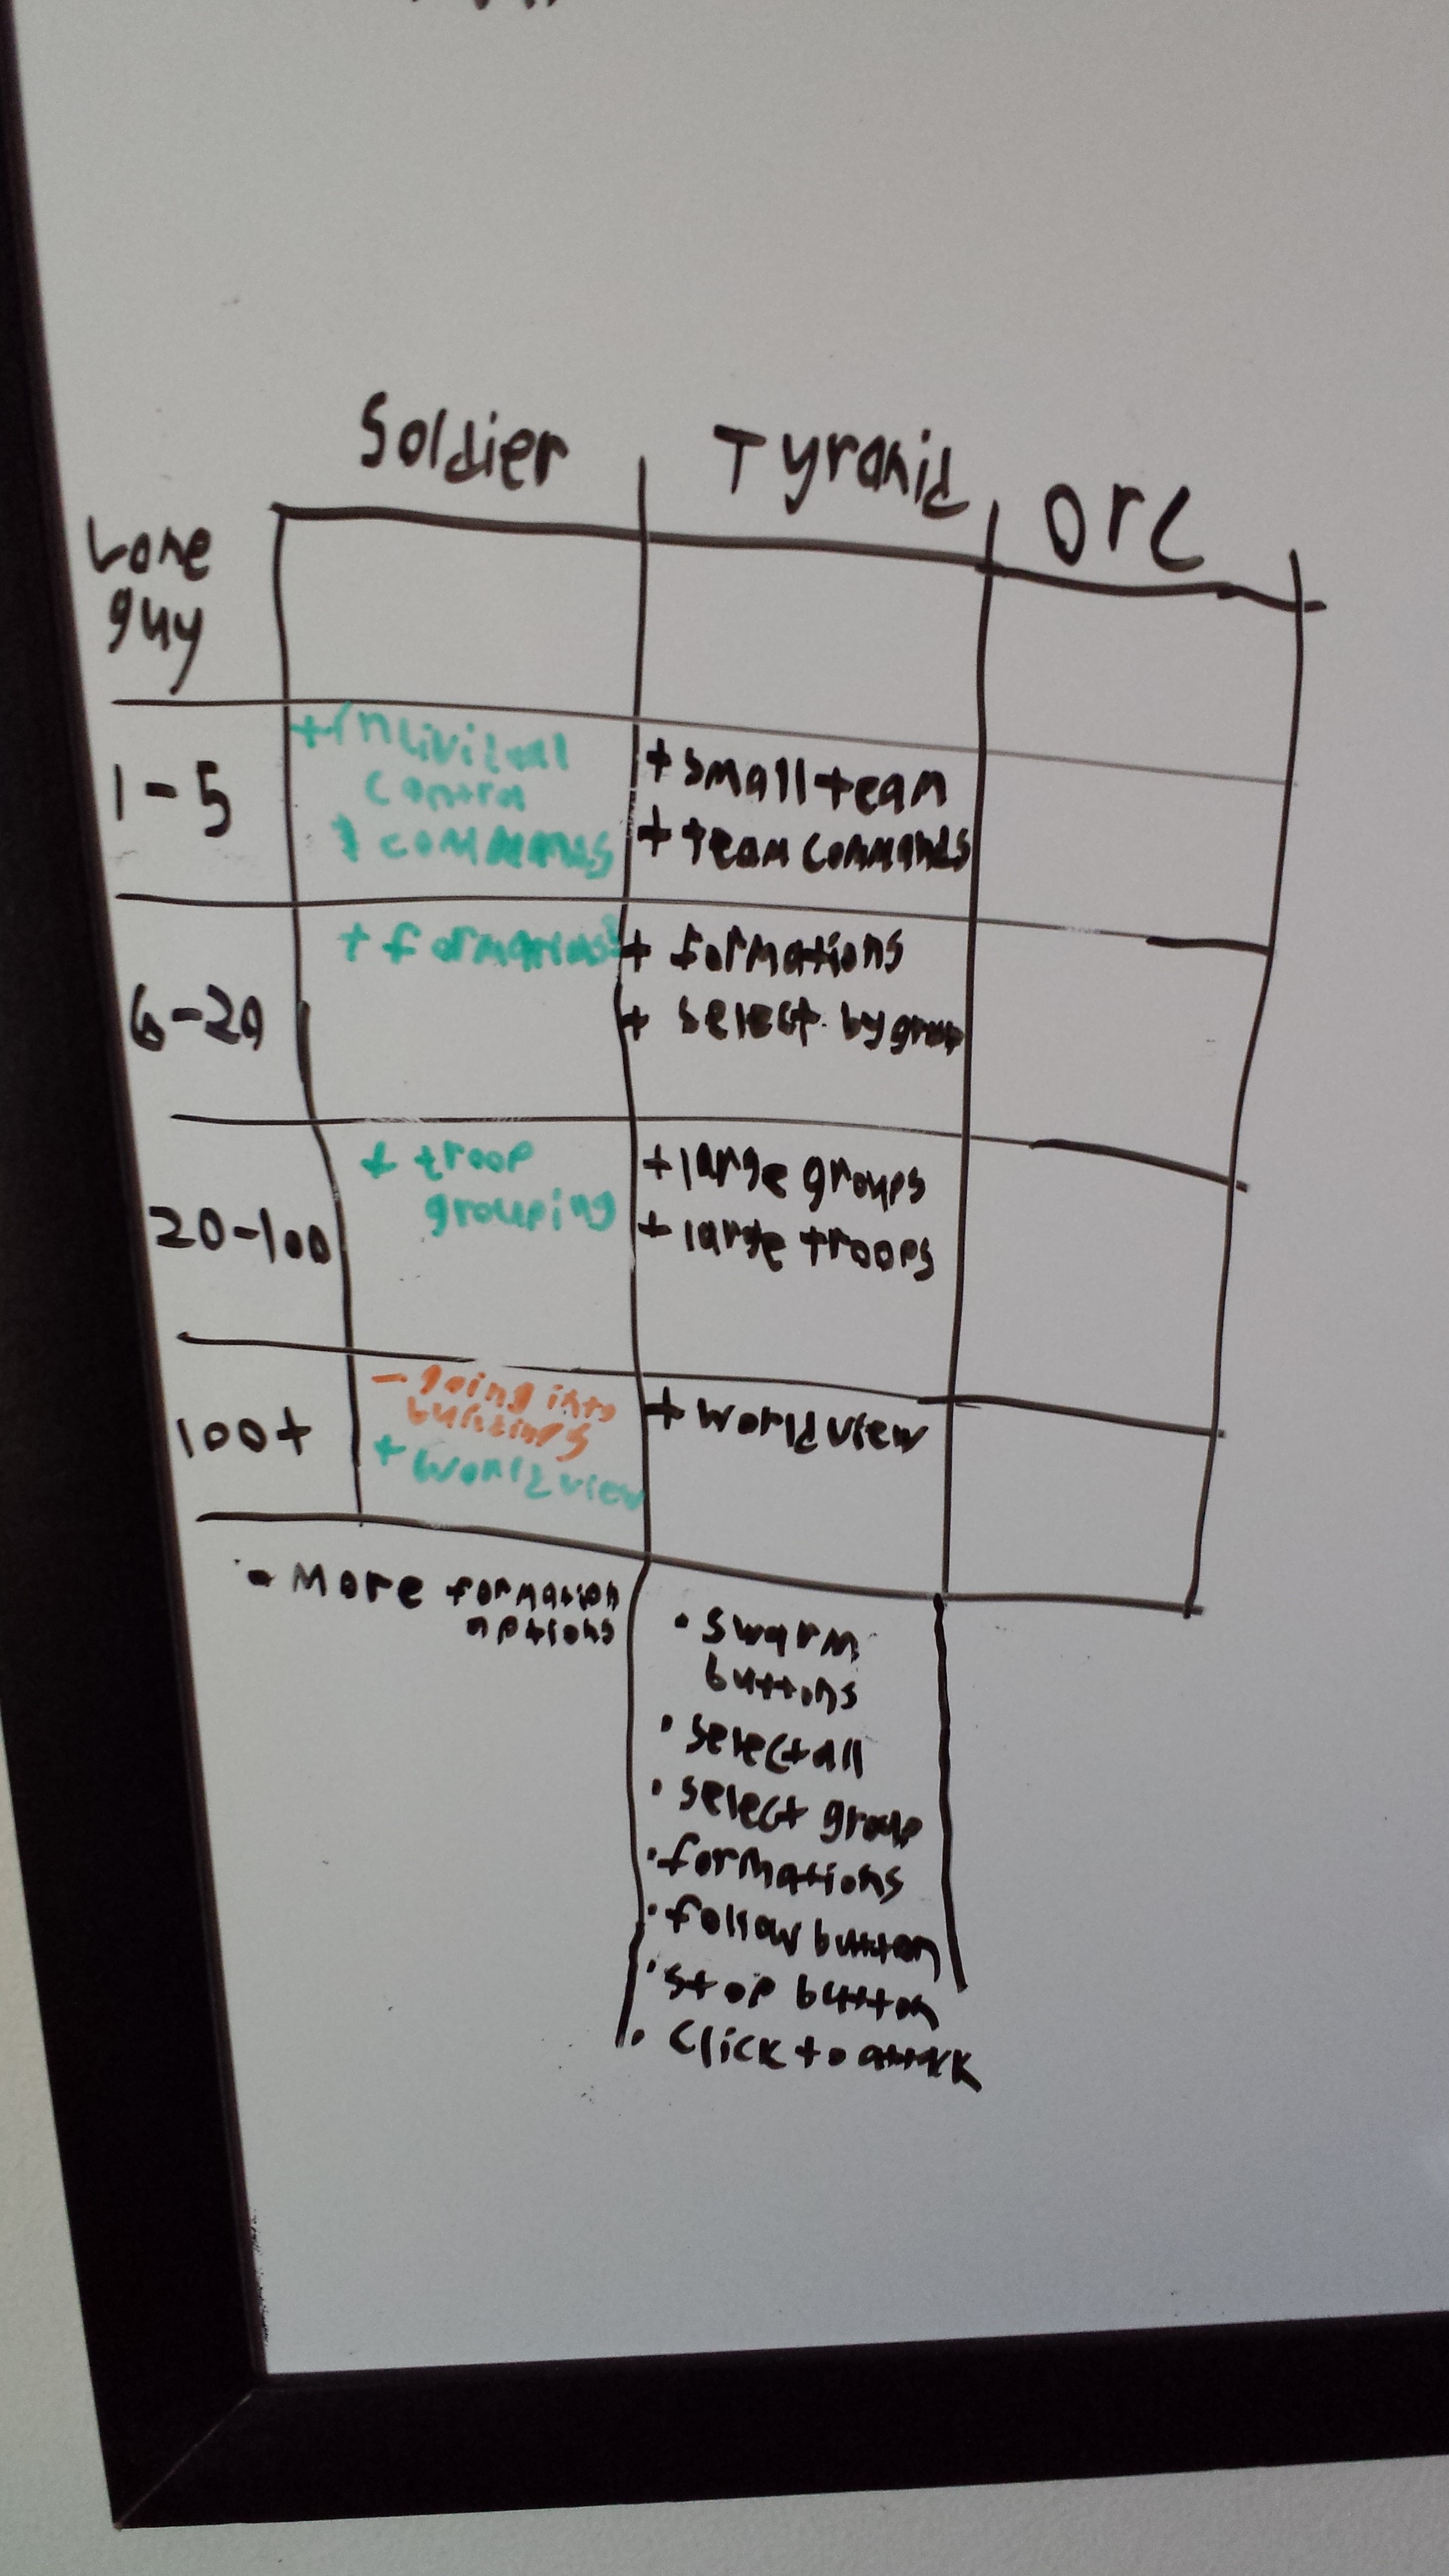 Soldier Tyranid Orc
Lone
guy
1-5
+ individual
control
& commands
+ small team
+ Team commands
6-20
+ formations
+ formations
+ select by group
20-100
+ troop
grouping
+ large groups
+ large troops
100+
- going into
buildings
+ World view
+ World view
- More formation
options
• Swarm
buttons
• Select all
• Select group
• formations
• follow button
• Stop button
• Click to attack